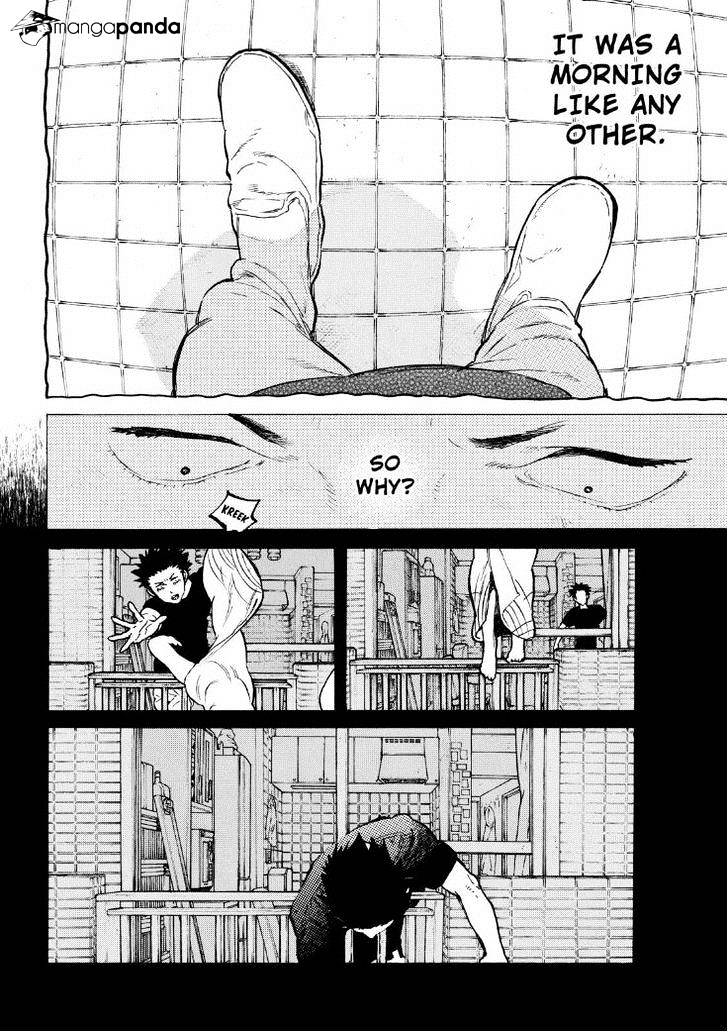 mangapanda
IT WAS A
MORNING
LIKE ANY
OTHER.
SO
WHY?
KREEK